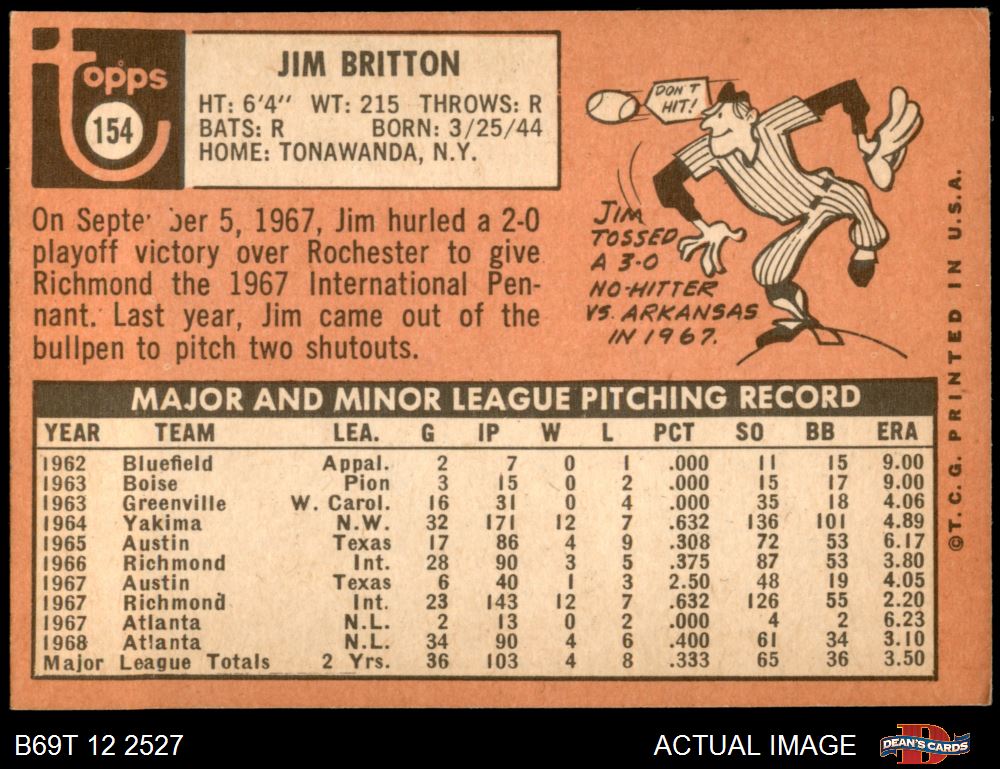 topps
154
JIM BRITTON
HT: 6'4" WT: 215 THROWS: R
BATS: R BORN: 3/25/44
HOME: TONAWANDA, N.Y.
On Septe ber 5, 1967, Jim hurled a 2-0
playoff victory over Rochester to give
Richmond the 1967 International Pen-
nant. Last year, Jim came out of the
bullpen to pitch two shutouts.
DON'T
HIT!
JIM
TOSSED
A 3-0
NO-HITTER
VS. ARKANSAS
IN 1967.
MAJOR AND MINOR LEAGUE PITCHING RECORD
YEAR TEAM LEA. G IP W L PCT SO BB ERA
1962 Bluefield Appal. 2 7 0 1 .000 11 15 9.00
1963 Boise Pion 3 15 0 2 .000 15 17 9.00
1963 Greenville W. Carol. 16 31 0 4 .000 35 18 4.06
1964 Yakima N.W. 32 171 12 7 .632 136 101 4.89
1965 Austin Texas 17 86 4 9 .308 72 53 6.17
1966 Richmond Int. 28 90 3 5 .375 87 53 3.80
1967 Austin Texas 6 40 1 3 2.50 48 19 4.05
1967 Richmond Int. 23 143 12 7 .632 126 55 2.20
1967 Atlanta N.L. 2 13 0 2 .000 4 2 6.23
1968 Atlanta N.L. 34 90 4 6 .400 61 34 3.10
Major League Totals 2 Yrs. 36 103 4 8 .333 65 36 3.50
©T. C. G. PRINTED IN U.S.A.
B69T 12 2527
ACTUAL IMAGE
DEAN'S CARDS